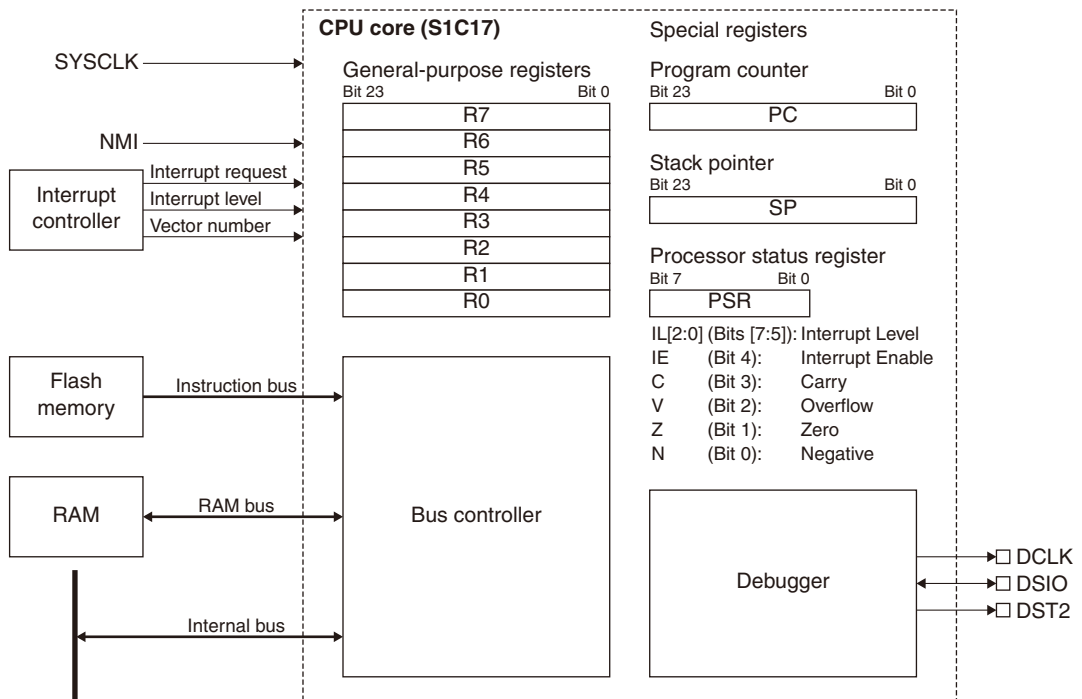 CPU core (S1C17)
Special registers
SYSCLK
General-purpose registers
Bit 23 Bit 0
R7
R6
R5
R4
R3
R2
R1
R0
Program counter
Bit 23 Bit 0
PC
NMI
Interrupt controller
Interrupt request
Interrupt level
Vector number
Stack pointer
Bit 23 Bit 0
SP
Processor status register
Bit 7 Bit 0
PSR
IL[2:0] (Bits [7:5]): Interrupt Level
IE (Bit 4): Interrupt Enable
C (Bit 3): Carry
V (Bit 2): Overflow
Z (Bit 1): Zero
N (Bit 0): Negative
Flash
memory
Instruction bus
RAM
RAM bus
Bus controller
Internal bus
Debugger
DCLK
DSIO
DST2